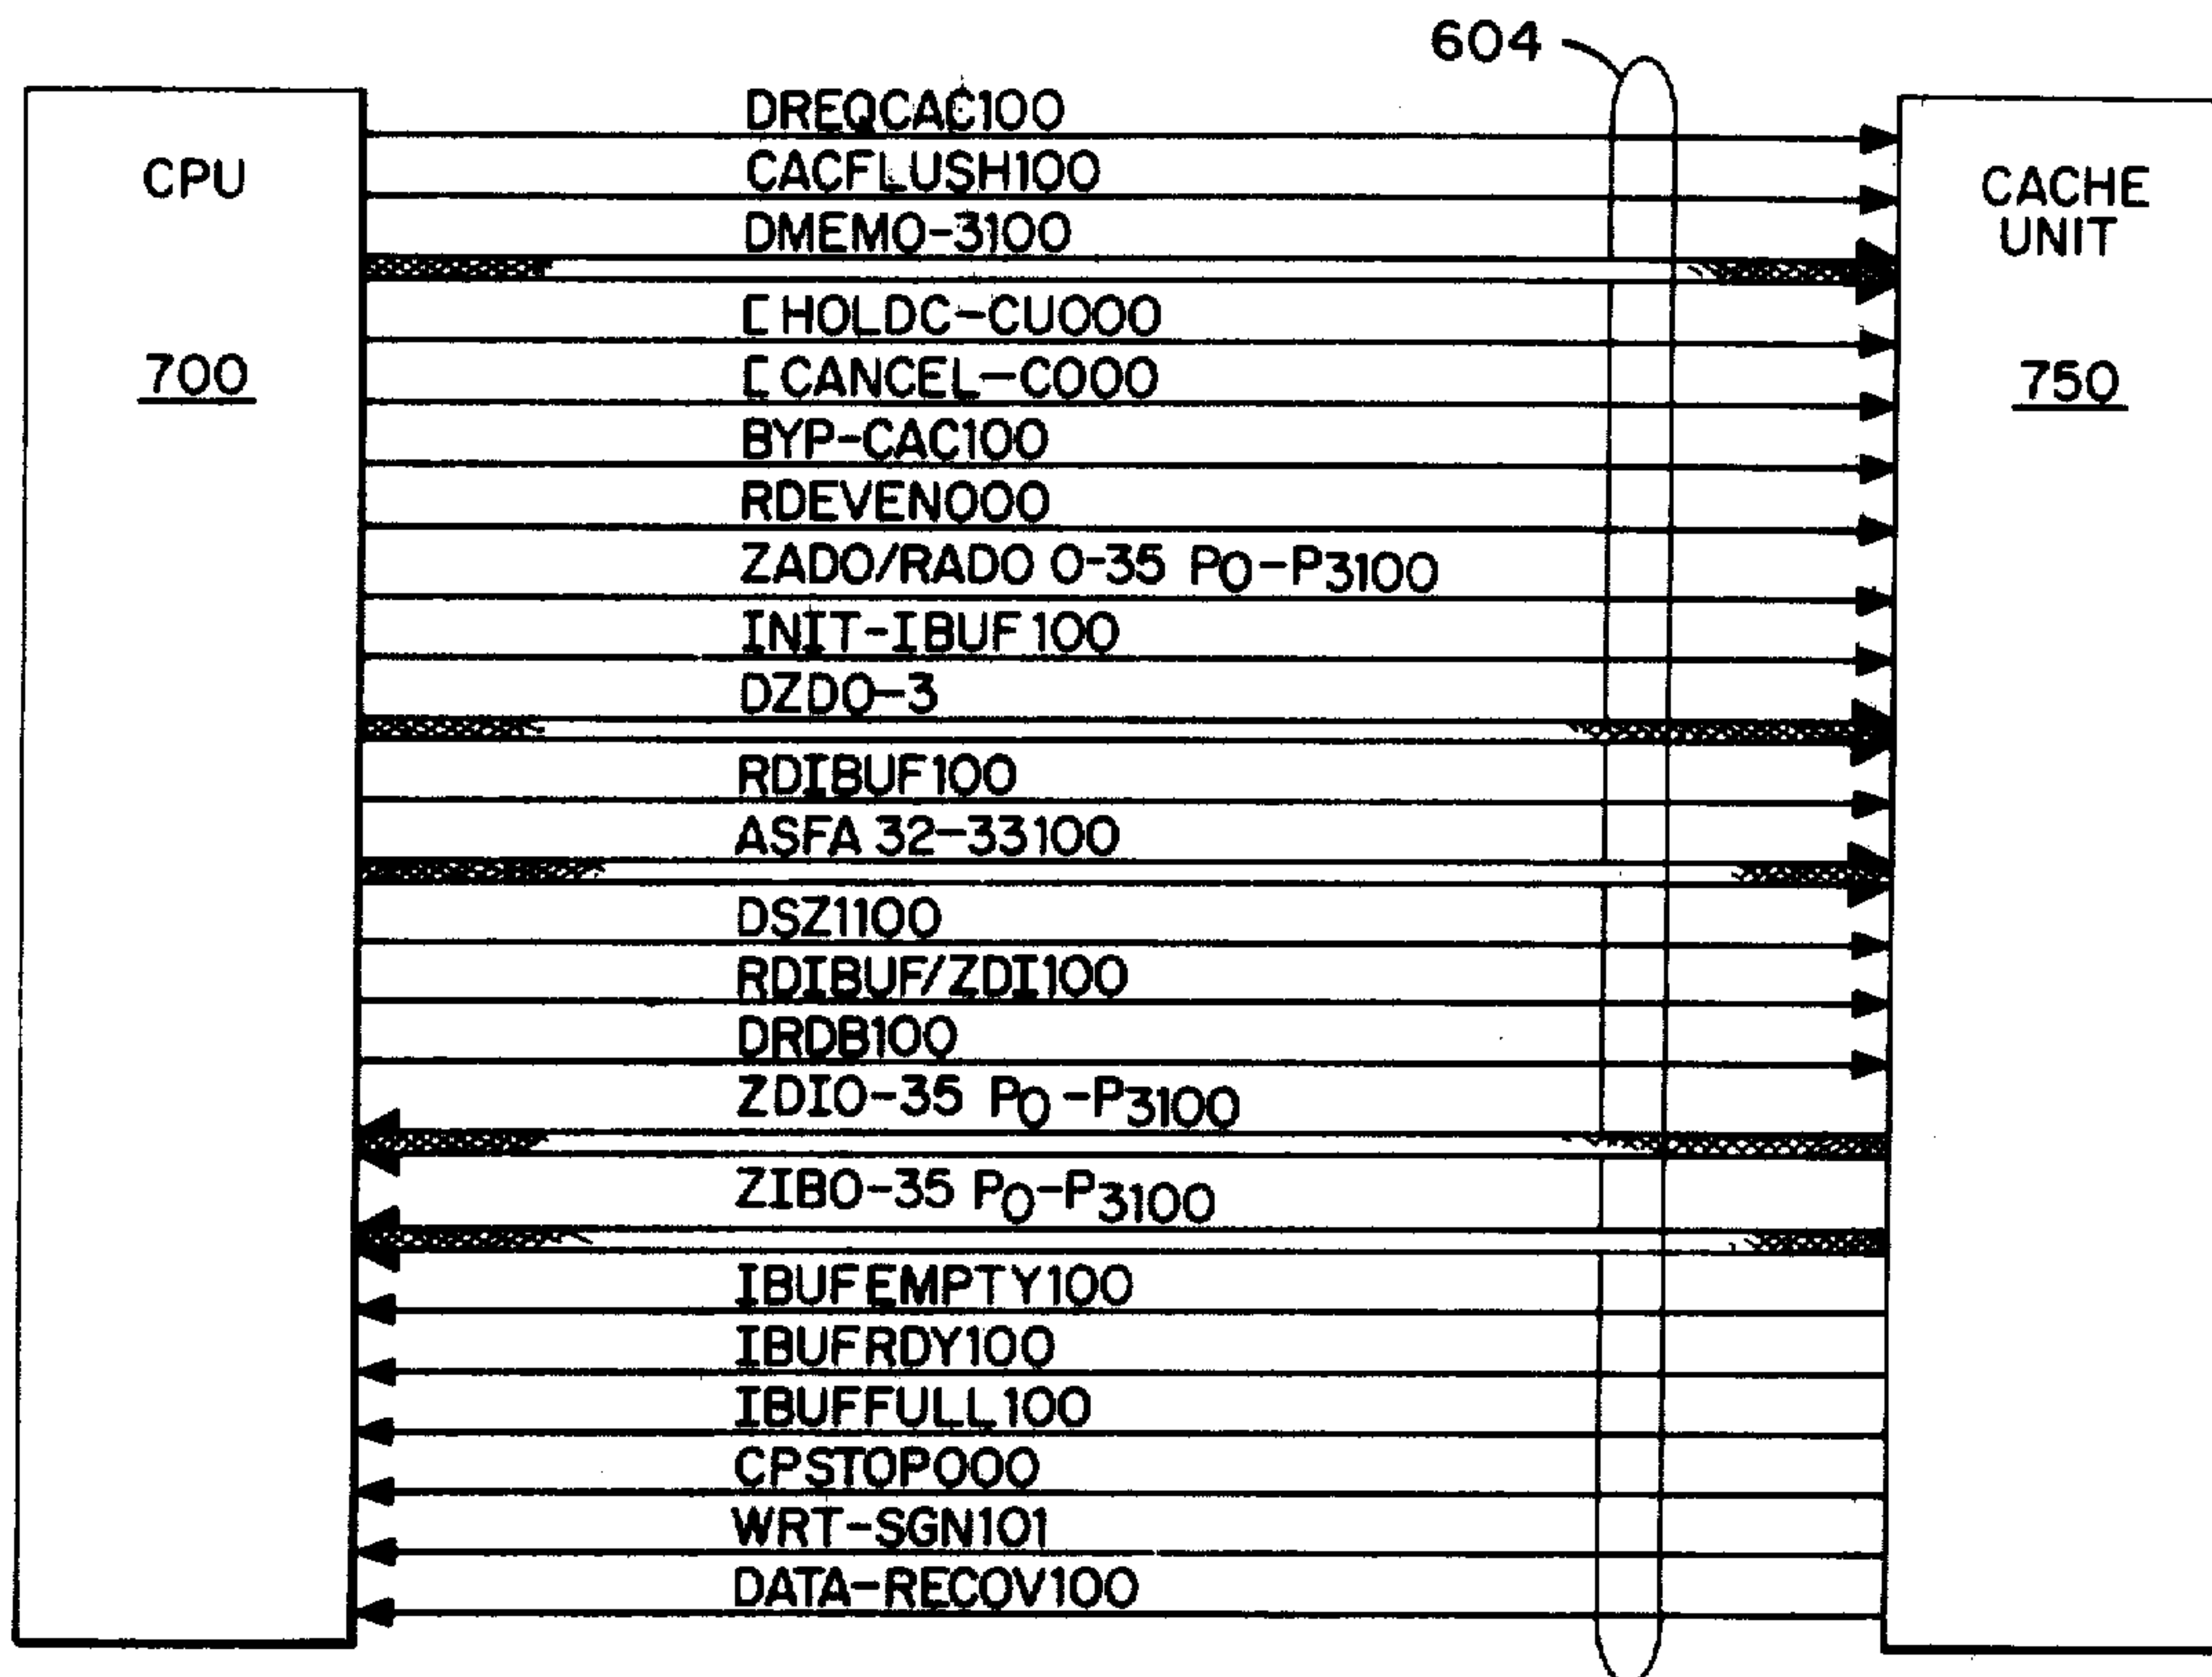 604
CPU
700
CACHE
UNIT
750
DREQCAC100
CACFLUSH100
DMEM0-3100
[HOLDC-CU000
[CANCEL-C000
BYP-CAC100
RDEVEN000
ZADO/RADO 0-35 P0-P3100
INIT-IBUF100
DZD0-3
RDIBUF100
ASFA 32-33100
DSZ1100
RDIBUF/ZDI100
DRDB100
ZDI0-35 P0-P3100
ZIB0-35 P0-P3100
IBUFEMPTY100
IBUFRDY100
IBUFFULL100
CPSTOP000
WRT-SGN101
DATA-RECOV100